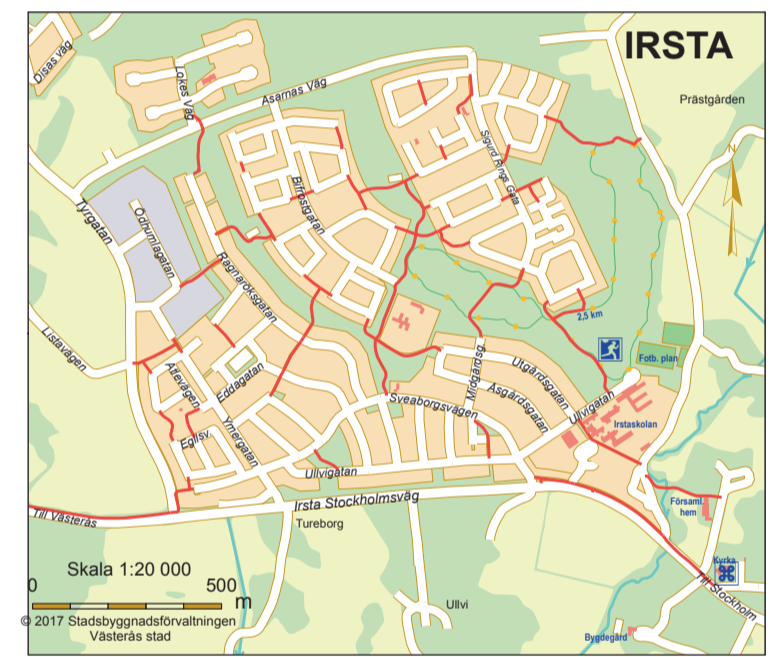 IRSTA
Disas väg
Lokes Väg
Asarnas Väg
Prästgården
N
Sigurd Rings Gata
Bifrostgatan
Tyrgatan
Ödhumlagatan
Ragnaröksgatan
2,5 km
Listavägen
Fotb. plan
Midgårdsg
Utgårdsgatan
Asgårdsgatan
Attevägen
Eddagatan
Sveaborgsvägen
Ullvigatan
Irstaskolan
Eglisv
Ymergatan
Ullvigatan
Irsta Stockholmsväg
Församl.
hem
Till Västerås
Tureborg
Kyrka
Till Stockholm
Skala 1:20 000
0 500 m
Ullvi
© 2017 Stadsbyggnadsförvaltningen
Västerås stad
Bygdegård